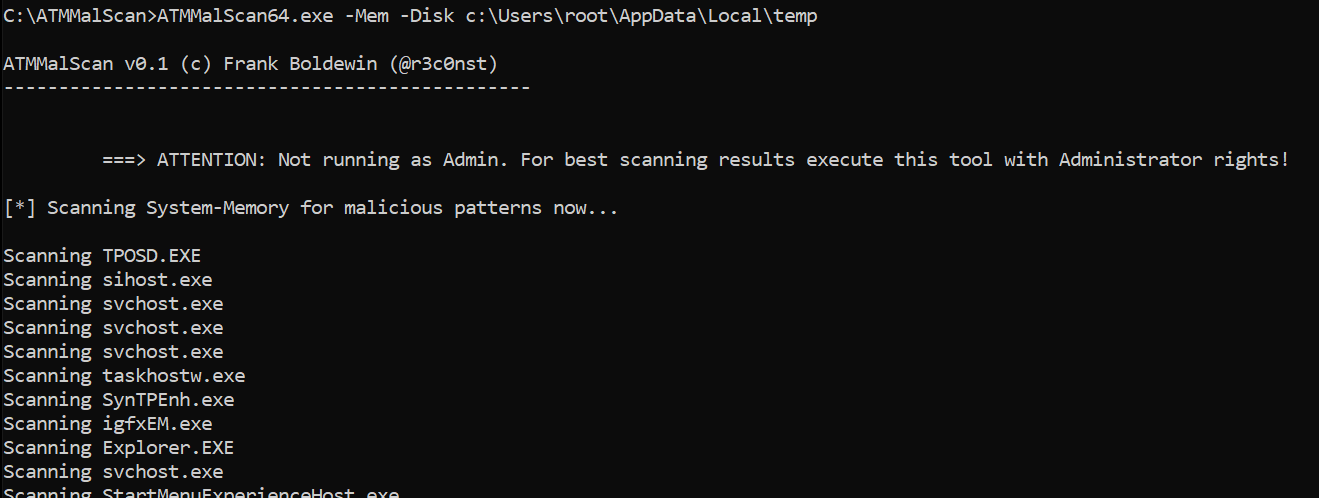 C:\ATMMalScan>ATMMalScan64.exe -Mem -Disk c:\Users\root\AppData\Local\temp
ATMMalScan v0.1 (c) Frank Boldewin (@r3c0nst)
------------------------------------------------
===> ATTENTION: Not running as Admin. For best scanning results execute this tool with Administrator rights!
[*] Scanning System-Memory for malicious patterns now...
Scanning TPOSD.EXE
Scanning sihost.exe
Scanning svchost.exe
Scanning svchost.exe
Scanning svchost.exe
Scanning taskhostw.exe
Scanning SynTPEnh.exe
Scanning igfxEM.exe
Scanning Explorer.EXE
Scanning svchost.exe
Scanning StartMenuExperienceHost.exe